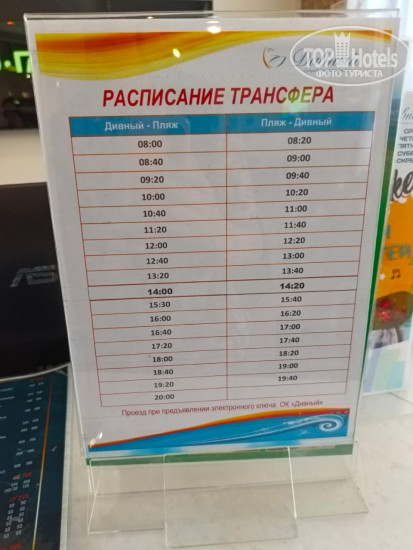 Дивный
TOPHotels
ФОТО ТУРИСТА
РАСПИСАНИЕ ТРАНСФЕРА
Дивный - Пляж Пляж - Дивный
08:00 08:20
08:40 09:00
09:20 09:40
10:00 10:20
10:40 11:00
11:20 11:40
12:00 12:20
12:40 13:00
13:20 13:40
14:00 14:20
15:30 15:40
16:00 16:20
16:40 17:00
17:20 17:40
18:00 18:20
18:40 19:00
19:20 19:40
20:00
Проезд при предъявлении электронного ключа ОК «Дивный»
AS